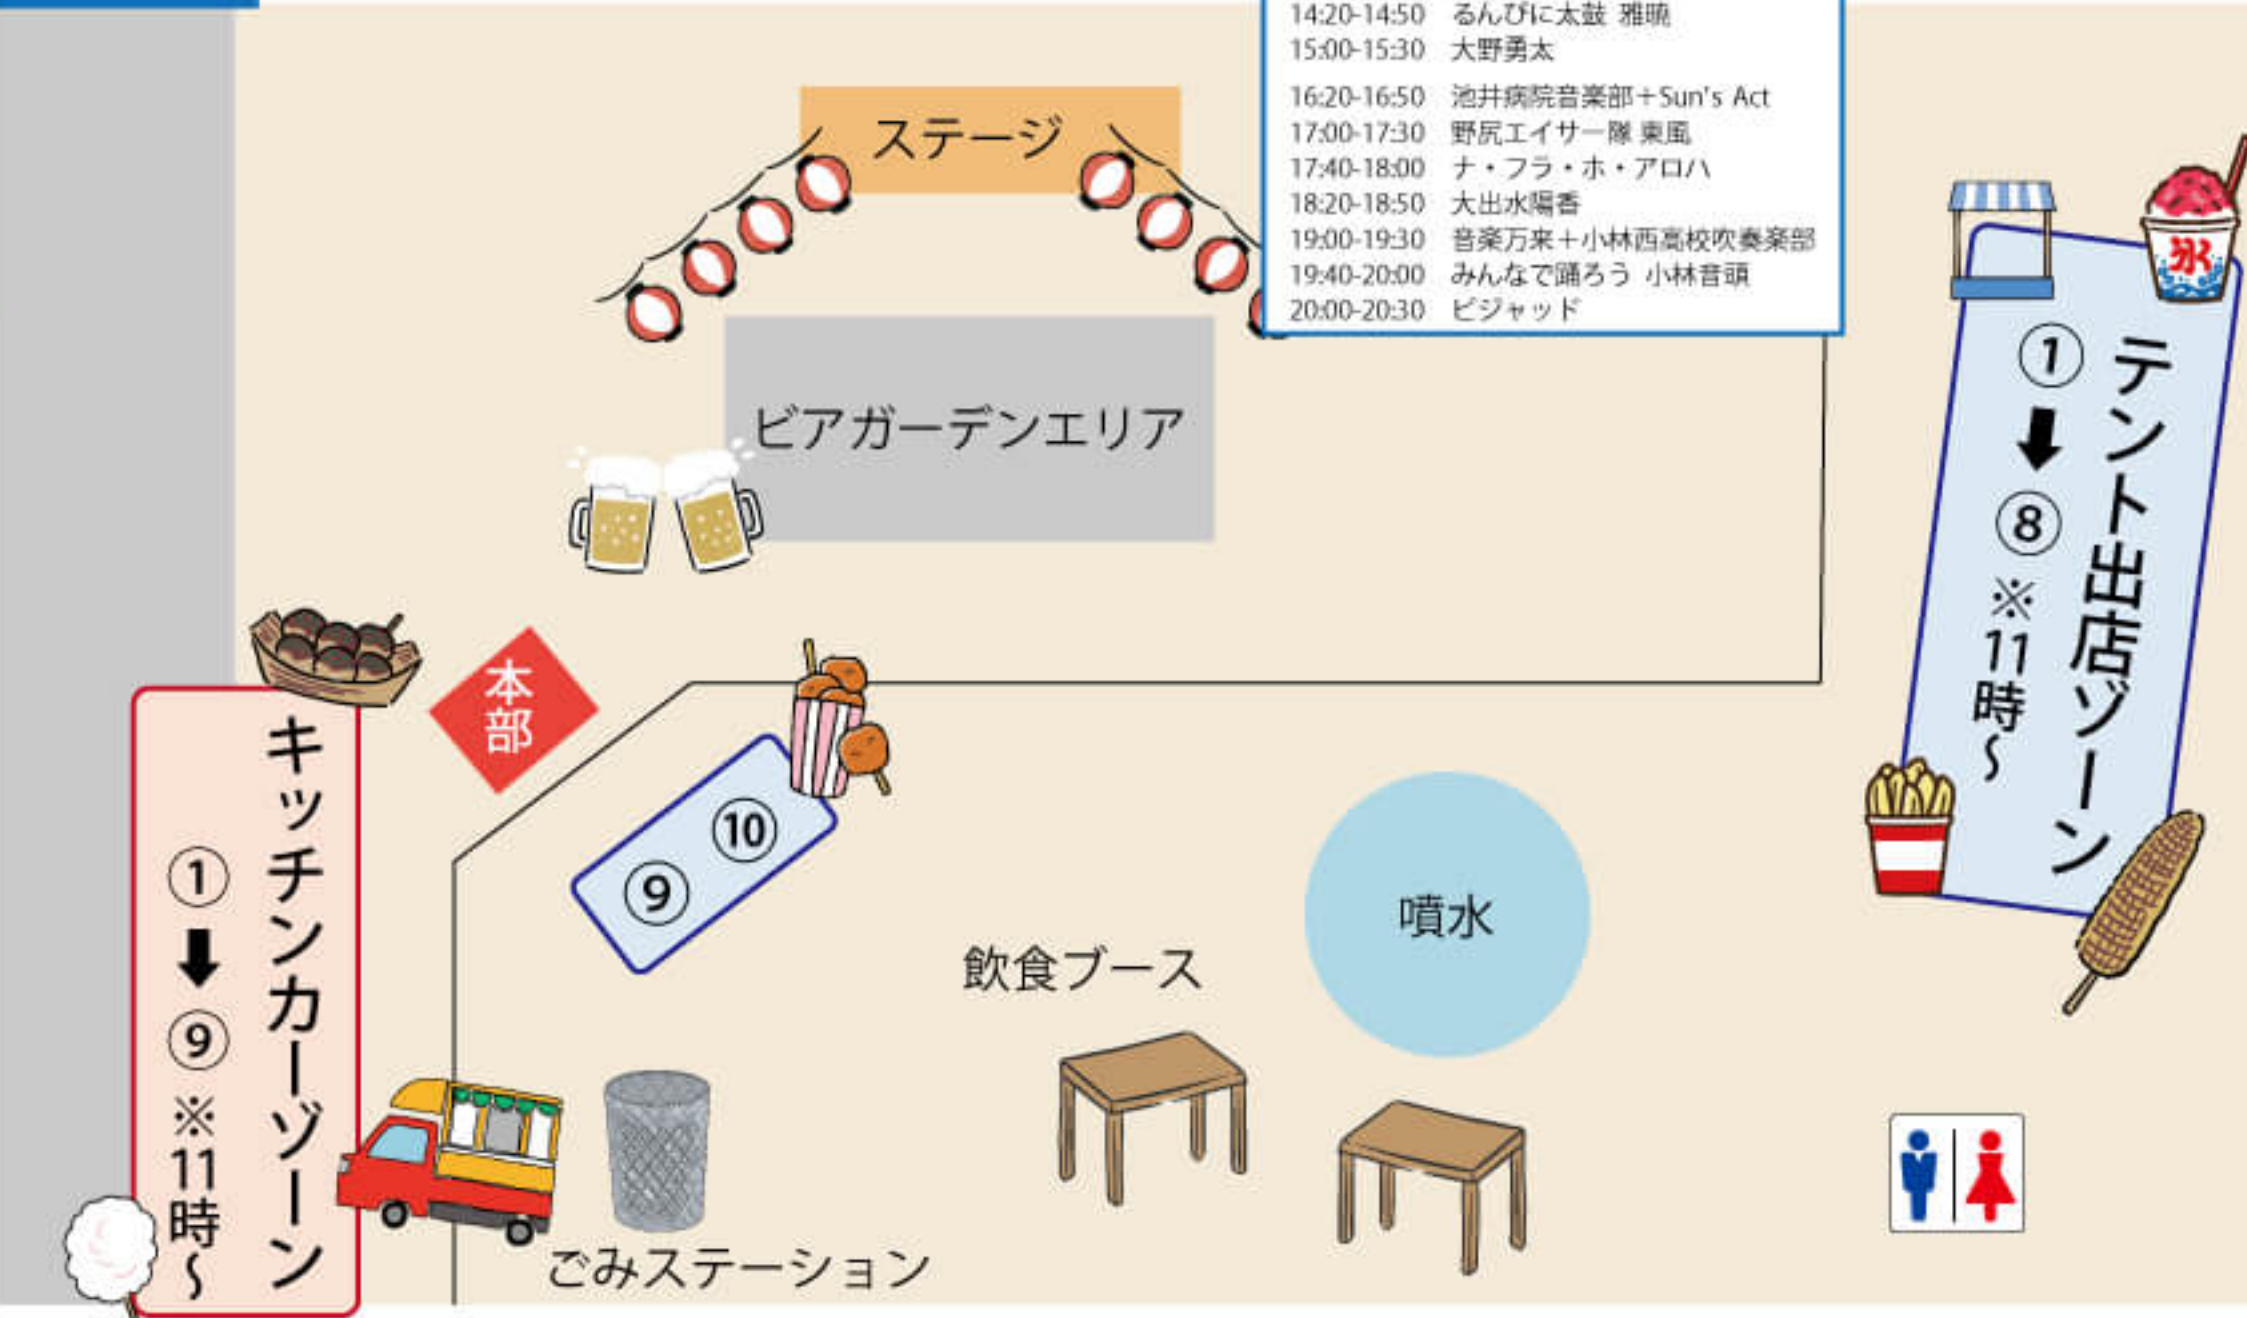 14:20-14:50 るんびに太鼓 雅暁
15:00-15:30 大野勇太
16:20-16:50 池井病院音楽部＋Sun's Act
17:00-17:30 野尻エイサー隊 東風
17:40-18:00 ナ・フラ・ホ・アロハ
18:20-18:50 大出水陽香
19:00-19:30 音楽万来＋小林西高校吹奏楽部
19:40-20:00 みんなで踊ろう 小林音頭
20:00-20:30 ビジャッド
ステージ
ビアガーデンエリア
氷
テント出店ゾーン
①➡⑧※11時～
本部
キッチンカーゾーン
①➡⑨※11時～
⑨ ⑩
噴水
飲食ブース
ごみステーション